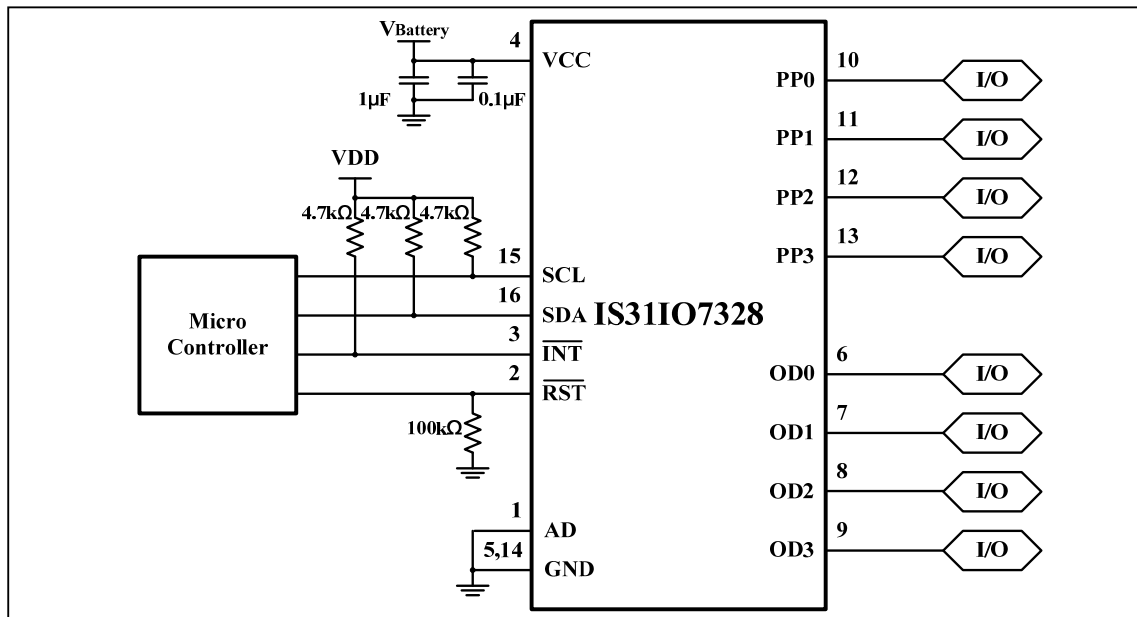 VBattery
4
VCC
1µF
0.1µF
VDD
4.7kΩ
4.7kΩ
4.7kΩ
Micro
Controller
15
SCL
16
SDA
3
INT
2
RST
100kΩ
1
AD
5,14
GND
IS31IO7328
PP0
10
I/O
PP1
11
I/O
PP2
12
I/O
PP3
13
I/O
OD0
6
I/O
OD1
7
I/O
OD2
8
I/O
OD3
9
I/O